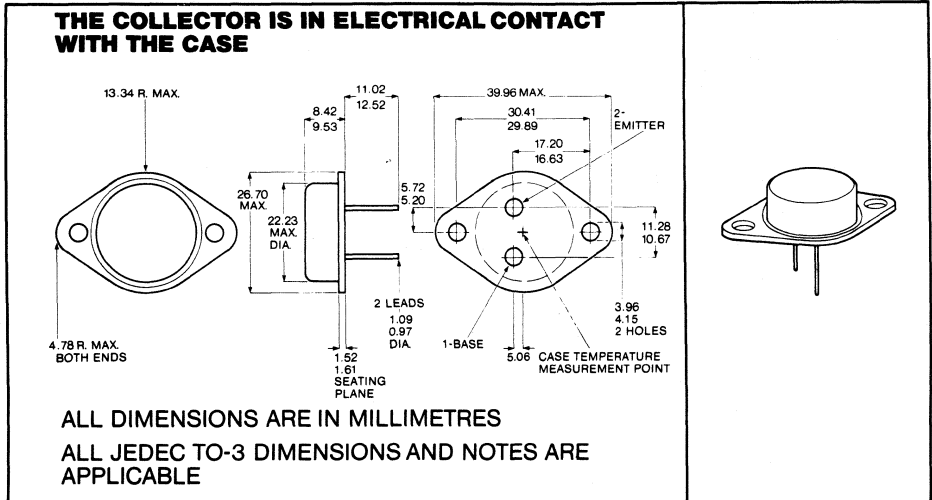 THE COLLECTOR IS IN ELECTRICAL CONTACT
WITH THE CASE
13.34 R. MAX.
11.02
12.52
8.42
9.53
39.96 MAX.
30.41
29.89
2-
EMITTER
17.20
16.63
26.70
MAX.
22.23
MAX.
DIA.
5.72
5.20
11.28
10.67
2 LEADS
1.09
0.97
DIA.
3.96
4.15
2 HOLES
4.78 R. MAX.
BOTH ENDS
1.52
1.61
SEATING
PLANE
1-BASE
5.06
CASE TEMPERATURE
MEASUREMENT POINT
ALL DIMENSIONS ARE IN MILLIMETRES
ALL JEDEC TO-3 DIMENSIONS AND NOTES ARE
APPLICABLE